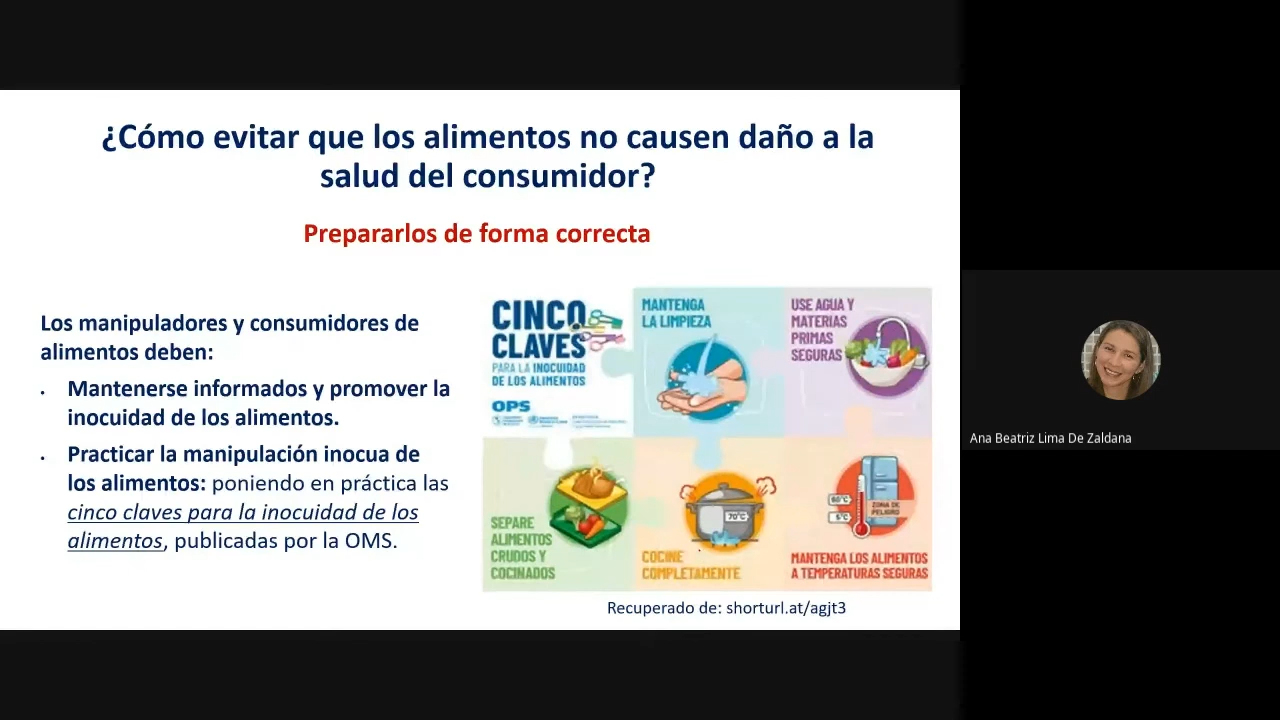 ¿Cómo evitar que los alimentos no causen daño a la
salud del consumidor?
Prepararlos de forma correcta
Los manipuladores y consumidores de
alimentos deben:
• Mantenerse informados y promover la
inocuidad de los alimentos.
• Practicar la manipulación inocua de
los alimentos: poniendo en práctica las
cinco claves para la inocuidad de los
alimentos, publicadas por la OMS.
CINCO
CLAVES
PARA LA INOCUIDAD
DE LOS ALIMENTOS
OPS
MANTENGA
LA LIMPIEZA
USE AGUA Y
MATERIAS
PRIMAS
SEGURAS
SEPARE
ALIMENTOS
CRUDOS Y
COCINADOS
70°C
COCINE
COMPLETAMENTE
60°C
5°C
ZONA DE
PELIGRO
MANTENGA LOS ALIMENTOS
A TEMPERATURAS SEGURAS
Recuperado de: shorturl.at/agjt3
Ana Beatriz Lima De Zaldana